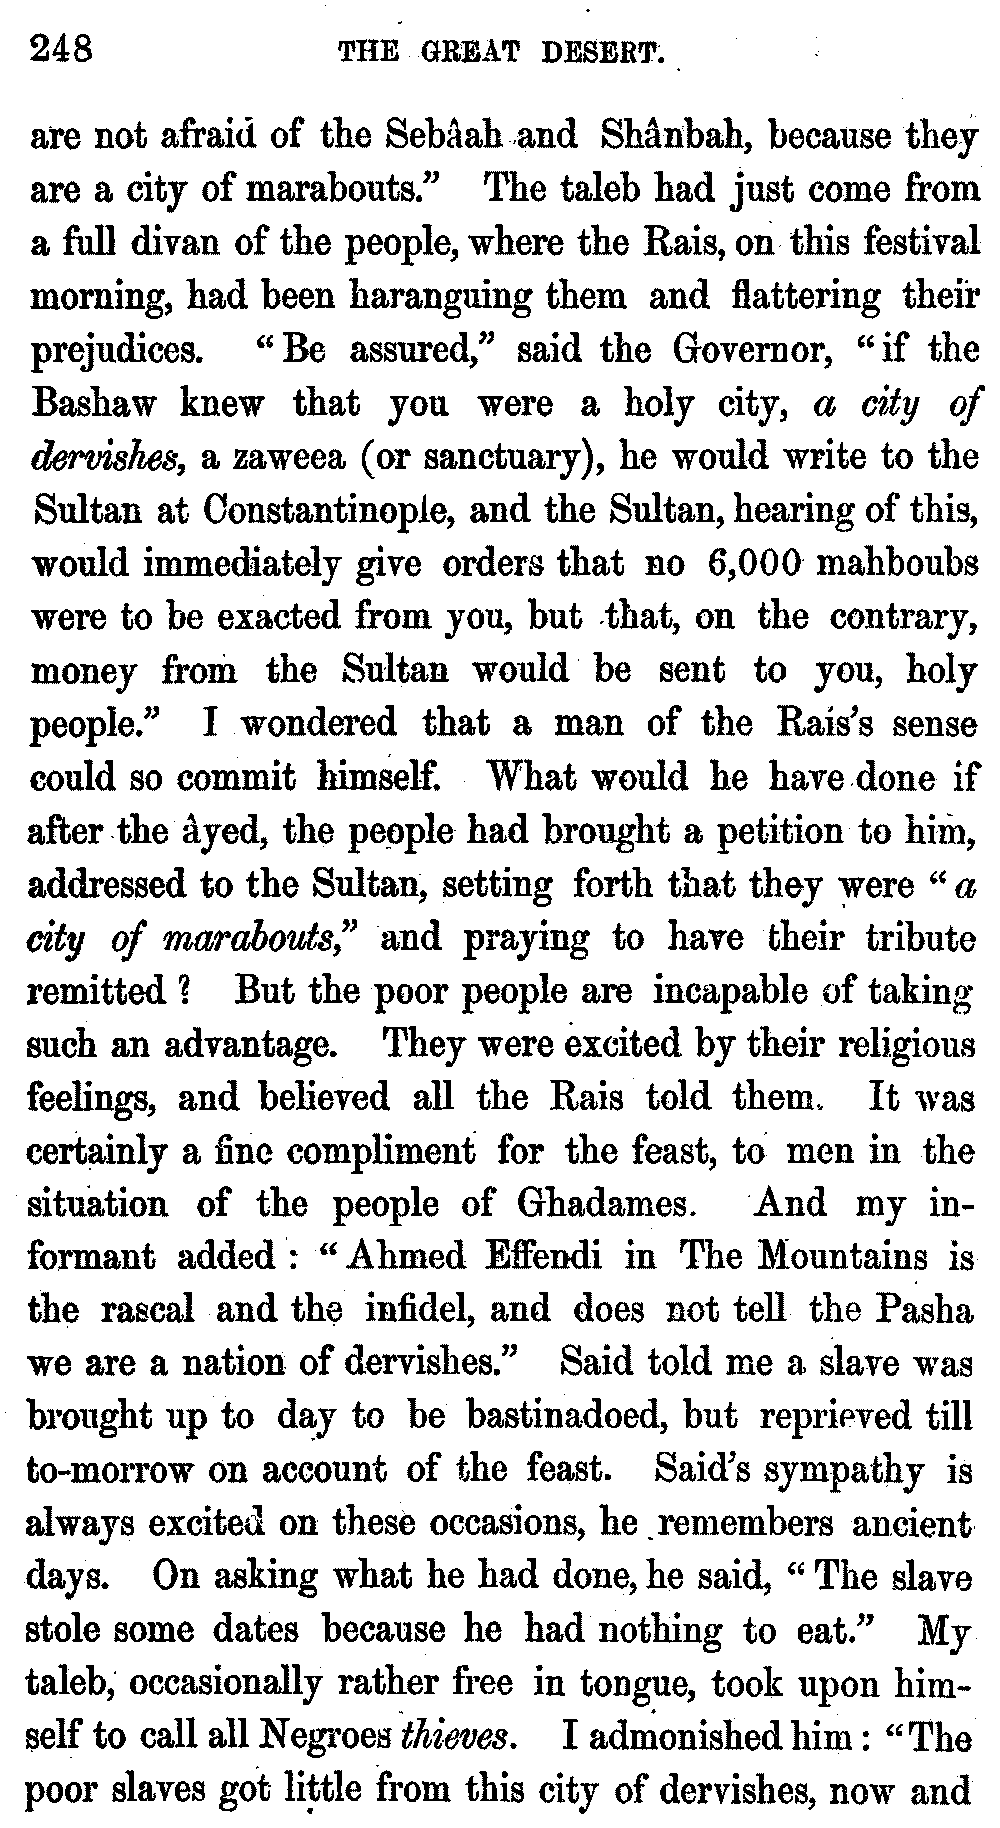 248 THE GREAT DESERT.
are not afraid of the Sebâah and Shânbah, because they
are a city of marabouts.” The taleb had just come from
a full divan of the people, where the Rais, on this festival
morning, had been haranguing them and flattering their
prejudices. “Be assured,” said the Governor, “if the
Bashaw knew that you were a holy city, a city of
dervishes, a zaweea (or sanctuary), he would write to the
Sultan at Constantinople, and the Sultan, hearing of this,
would immediately give orders that no 6,000 mahboubs
were to be exacted from you, but that, on the contrary,
money from the Sultan would be sent to you, holy
people.” I wondered that a man of the Rais’s sense
could so commit himself. What would he have done if
after the âyed, the people had brought a petition to him,
addressed to the Sultan, setting forth that they were “a
city of marabouts,” and praying to have their tribute
remitted? But the poor people are incapable of taking
such an advantage. They were excited by their religious
feelings, and believed all the Rais told them. It was
certainly a fine compliment for the feast, to men in the
situation of the people of Ghadames. And my in-
formant added: “Ahmed Effendi in The Mountains is
the rascal and the infidel, and does not tell the Pasha
we are a nation of dervishes.” Said told me a slave was
brought up to day to be bastinadoed, but reprieved till
to-morrow on account of the feast. Said’s sympathy is
always excited on these occasions, he remembers ancient
days. On asking what he had done, he said, “The slave
stole some dates because he had nothing to eat.” My
taleb, occasionally rather free in tongue, took upon him-
self to call all Negroes thieves. I admonished him: “The
poor slaves got little from this city of dervishes, now and